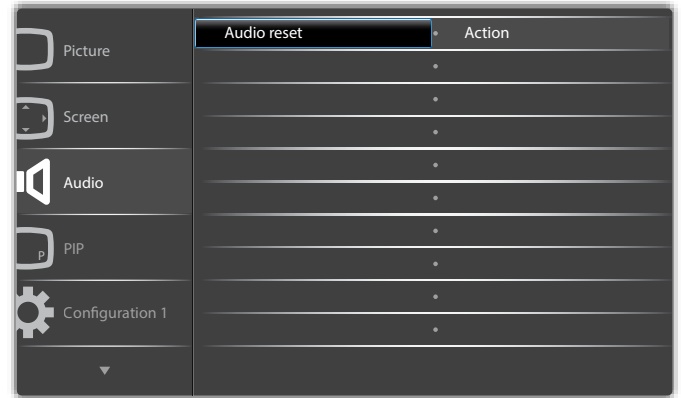 Picture
Screen
Audio
P
PIP
Configuration 1
Audio reset
Action